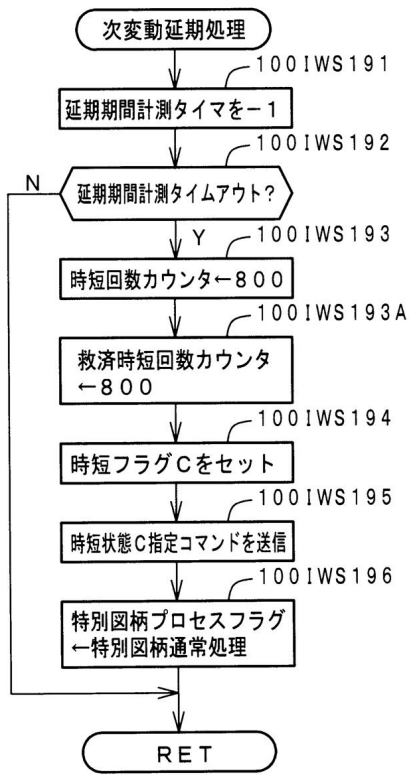 次変動延期処理
100IWS191
延期期間計測タイマを－1
100IWS192
延期期間計測タイムアウト?
N
Y
100IWS193
時短回数カウンタ←800
100IWS193A
救済時短回数カウンタ
←800
100IWS194
時短フラグCをセット
100IWS195
時短状態C指定コマンドを送信
100IWS196
特別図柄プロセスフラグ
←特別図柄通常処理
RET